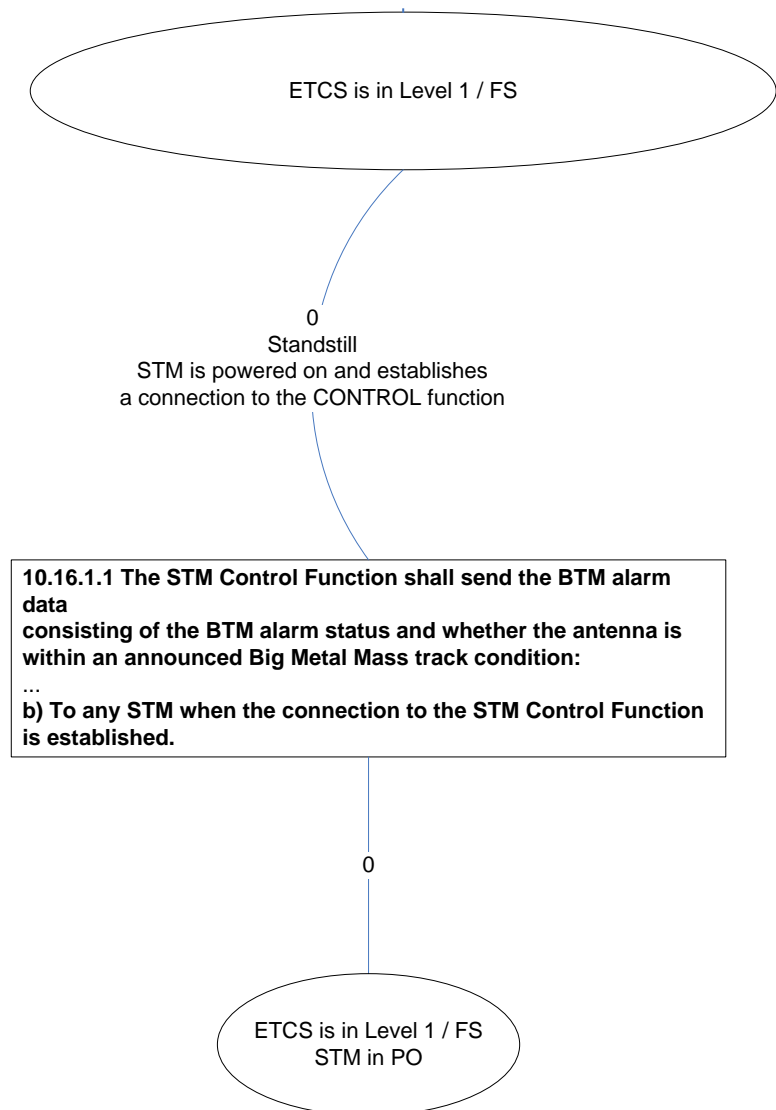 ETCS is in Level 1 / FS
0
Standstill
STM is powered on and establishes
a connection to the CONTROL function
10.16.1.1 The STM Control Function shall send the BTM alarm
data
consisting of the BTM alarm status and whether the antenna is
within an announced Big Metal Mass track condition:
...
b) To any STM when the connection to the STM Control Function
is established.
0
ETCS is in Level 1 / FS
STM in PO